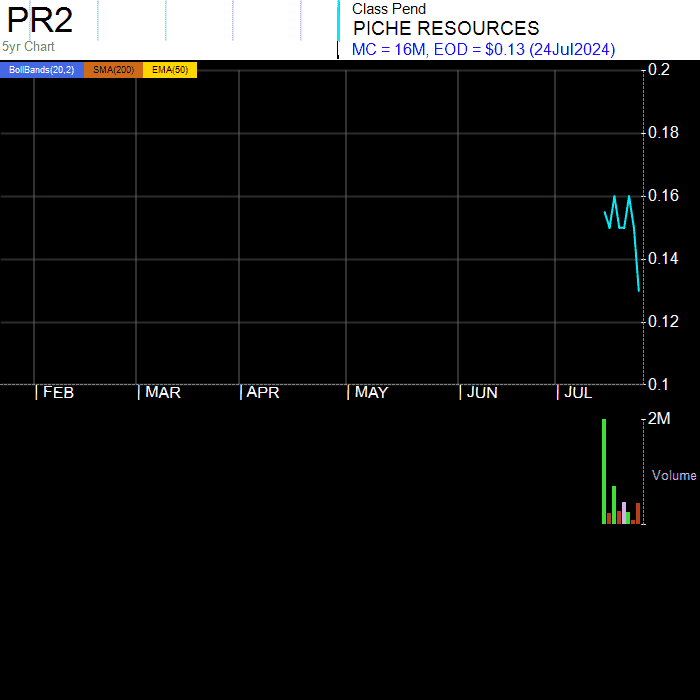 PR2
5yr Chart
Class Pend
PICHE RESOURCES
MC = 16M, EOD = $0.13 (24Jul2024)
BollBands(20,2) SMA(200) EMA(50)
0.2
0.18
0.16
0.14
0.12
0.1
| FEB | MAR | APR | MAY | JUN | JUL
2M
Volume